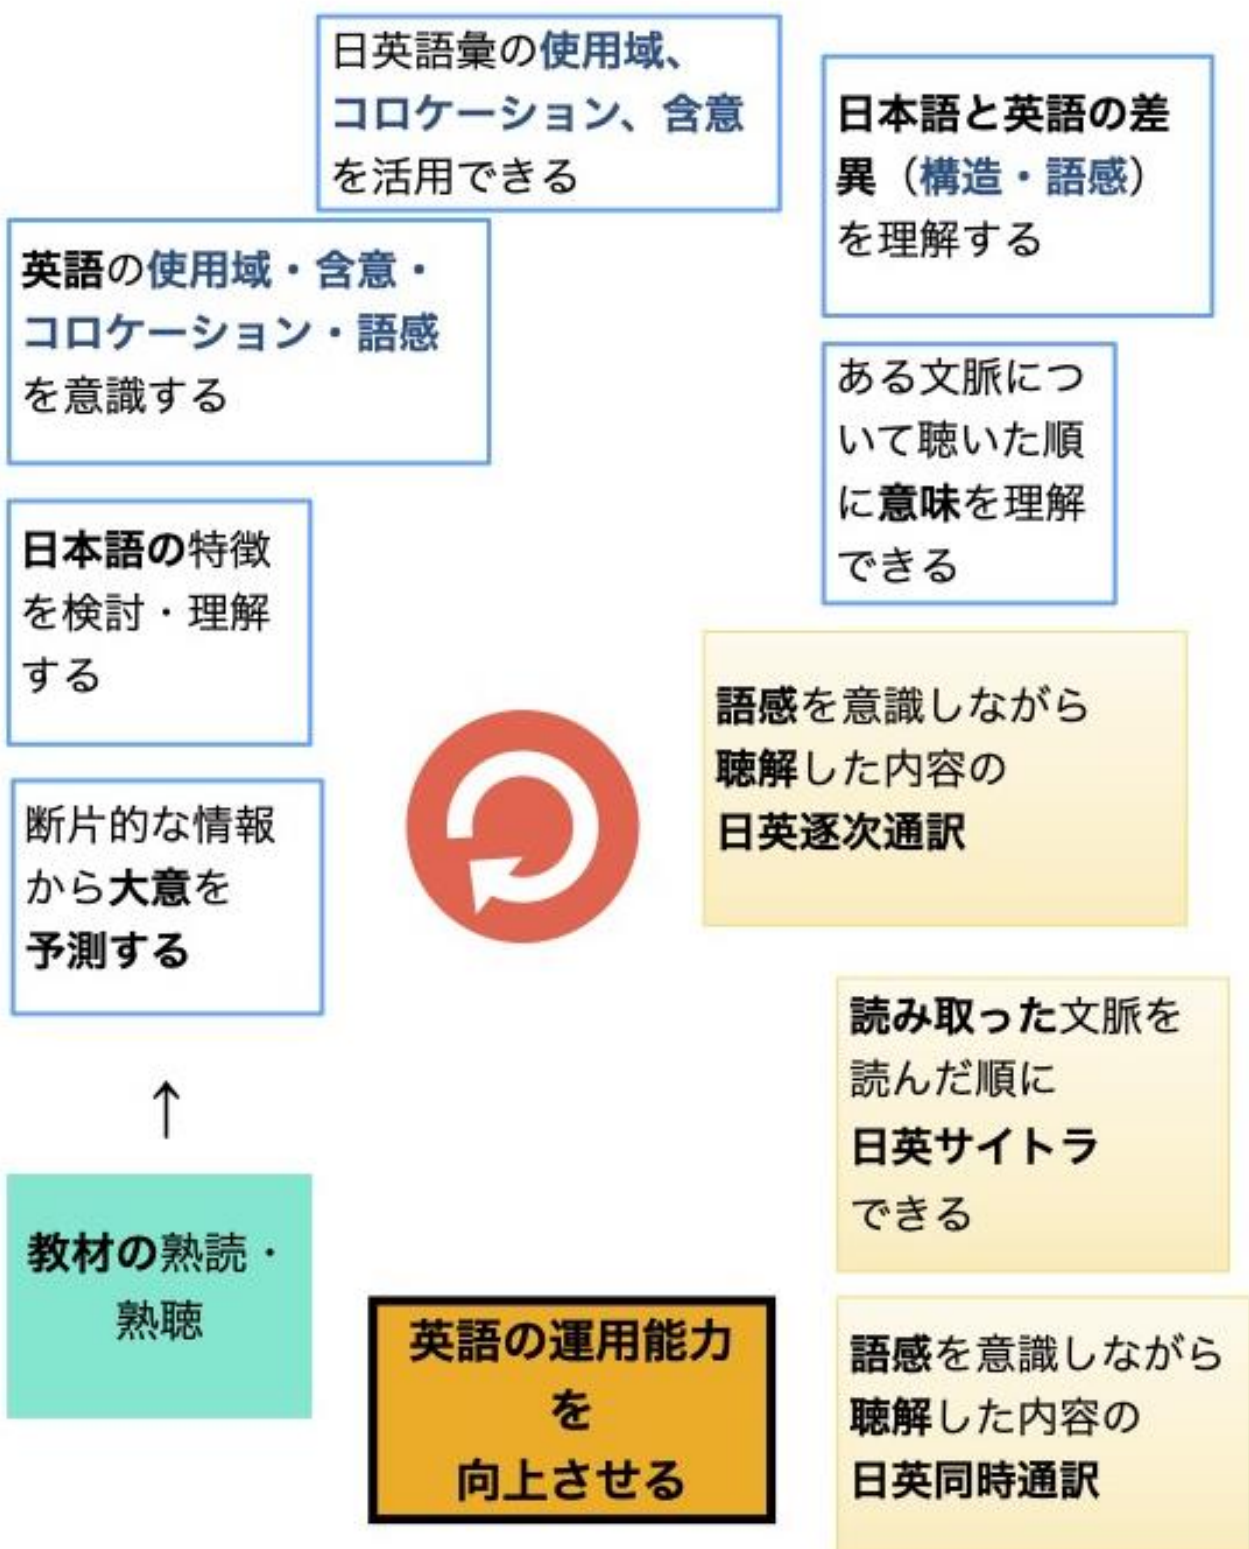 日英語彙の使用域、
コロケーション、含意
を活用できる
日本語と英語の差
異（構造・語感）
を理解する
英語の使用域・含意・
コロケーション・語感
を意識する
ある文脈につ
いて聴いた順
に意味を理解
できる
日本語の特徴
を検討・理解
する
語感を意識しながら
聴解した内容の
日英逐次通訳
断片的な情報
から大意を
予測する
読み取った文脈を
読んだ順に
日英サイトラ
できる
↑
教材の熟読・
熟聴
英語の運用能力
を
向上させる
語感を意識しながら
聴解した内容の
日英同時通訳